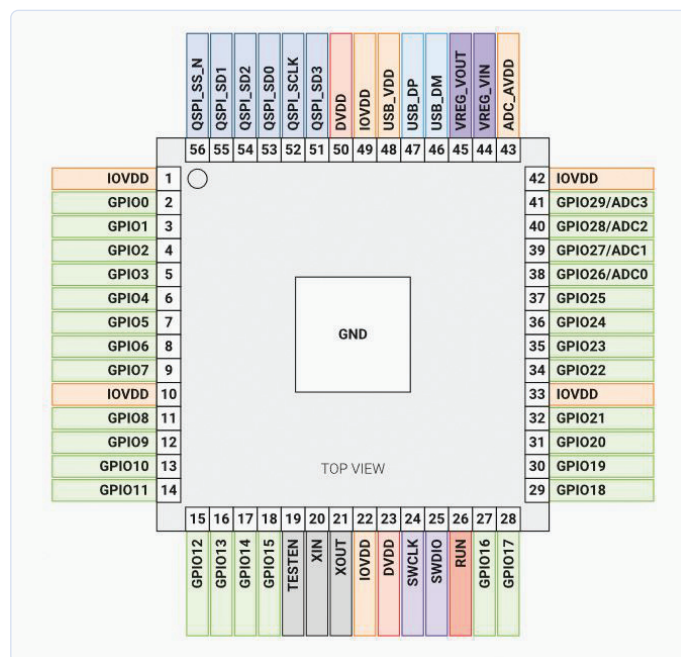 QSPI_SS_N
QSPI_SD1
QSPI_SD2
QSPI_SD0
QSPI_SCLK
QSPI_SD3
DVDD
IOVDD
USB_VDD
USB_DP
USB_DM
VREG_VOUT
VREG_VIN
ADC_AVDD
56 55 54 53 52 51 50 49 48 47 46 45 44 43
IOVDD 1 42 IOVDD
GPIO0 2 41 GPIO29/ADC3
GPIO1 3 40 GPIO28/ADC2
GPIO2 4 39 GPIO27/ADC1
GPIO3 5 38 GPIO26/ADC0
GPIO4 6 37 GPIO25
GPIO5 7 36 GPIO24
GND
GPIO6 8 35 GPIO23
GPIO7 9 34 GPIO22
IOVDD 10 33 IOVDD
GPIO8 11 32 GPIO21
GPIO9 12 31 GPIO20
GPIO10 13 TOP VIEW 30 GPIO19
GPIO11 14 29 GPIO18
15 16 17 18 19 20 21 22 23 24 25 26 27 28
GPIO12
GPIO13
GPIO14
GPIO15
TESTEN
XIN
XOUT
IOVDD
DVDD
SWCLK
SWDIO
RUN
GPIO16
GPIO17